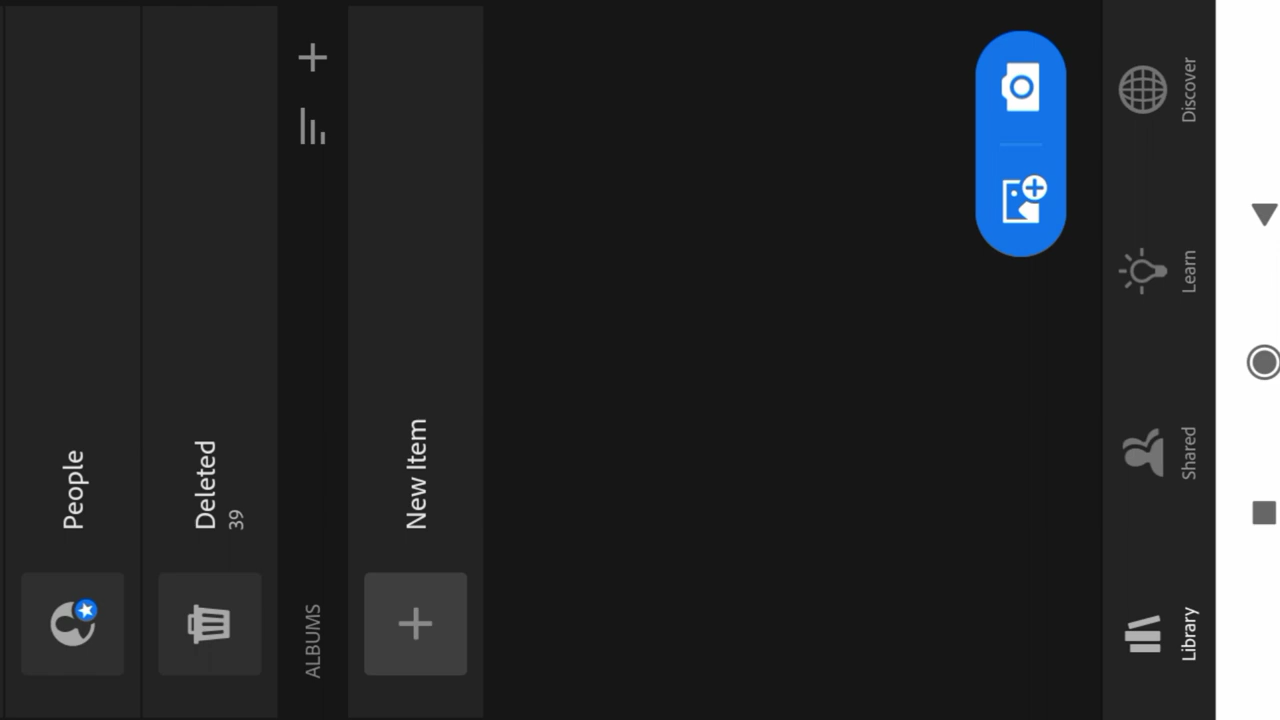 People
Deleted
39
ALBUMS
New Item
Library
Shared
Learn
Discover